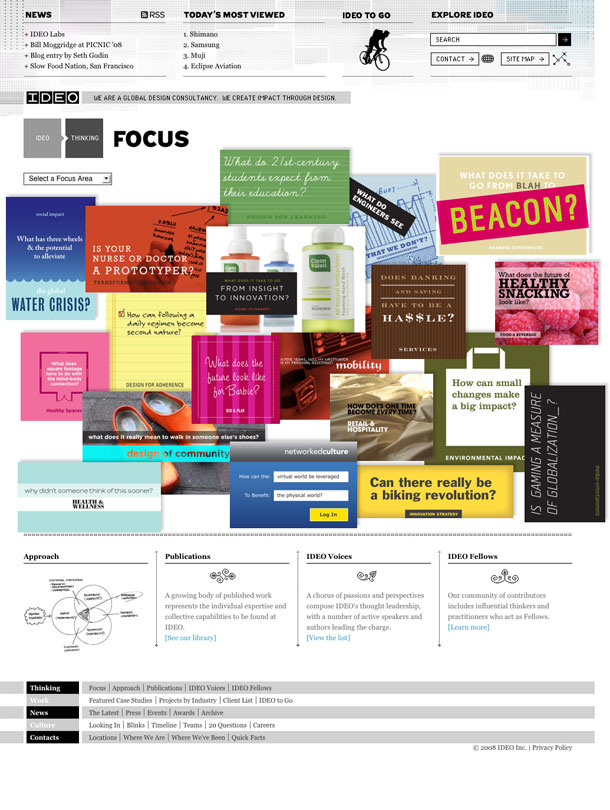 NEWS
RSS
+ IDEO Labs
+ Bill Moggridge at PICNIC '08
+ Blog entry by Seth Godin
+ Slow Food Nation, San Francisco
TODAY'S MOST VIEWED
1. Shimano
2. Samsung
3. Muji
4. Eclipse Aviation
IDEO TO GO
EXPLORE IDEO
SEARCH
CONTACT
SITE MAP
IDEO
WE ARE A GLOBAL DESIGN CONSULTANCY. WE CREATE IMPACT THROUGH DESIGN.
IDEO
THINKING
FOCUS
Select a Focus Area
What do 21st-century
students expect from
their education?
DESIGN FOR LEARNING
WHAT DO
ENGINEERS SEE
THAT WE DON'T?
WHAT DOES IT TAKE TO
GO FROM BLAH TO
BEACON?
BRANDED EXPERIENCES
social impact
What has three wheels
& the potential
to alleviate
the global
WATER CRISIS?
IS YOUR
NURSE OR DOCTOR
A PROTOTYPER?
TRANSFORMATION
Clean
Well
WHAT DOES IT TAKE TO GO
FROM INSIGHT
TO INNOVATION?
DESIGN TO MARKET
DOES BANKING
AND SAVING
HAVE TO BE A
HA$$LE?
SERVICES
What does the future of
HEALTHY
SNACKING
look like?
FOOD & BEVERAGE
How can following a
daily regimen become
second nature?
DESIGN FOR ADHERENCE
What does
square footage
have to do with
the mind-body
connection?
Healthy Spaces
What does the
future look like
for Barbie?
KID & PLAY
mobility
HOW DOES ONE TIME
BECOME EVERY TIME?
RETAIL &
HOSPITALITY
How can small
changes make
a big impact?
ENVIRONMENTAL IMPAC
IS GAMING A MEASURE
OF GLOBALIZATION_?
what does it really mean to walk in someone else's shoes?
design of community
networkedculture
How can the:
virtual world be leveraged
To Benefit:
the physical world?
Log In
why didn't someone think of this sooner?
HEALTH &
WELLNESS
Can there really be
a biking revolution?
INNOVATION STRATEGY
Approach
Publications
A growing body of published work
represents the individual expertise and
collective capabilities to be found at
IDEO.
[See our library]
IDEO Voices
A chorus of passions and perspectives
compose IDEO's thought leadership,
with a number of active speakers and
authors leading the charge.
[View the list]
IDEO Fellows
Our community of contributors
includes influential thinkers and
practitioners who act as Fellows.
[Learn more]
Thinking
Focus | Approach | Publications | IDEO Voices | IDEO Fellows
Work
Featured Case Studies | Projects by Industry | Client List | IDEO to Go
News
The Latest | Press | Events | Awards | Archive
Culture
Looking In | Blinks | Timeline | Teams | 20 Questions | Careers
Contacts
Locations | Where We Are | Where We've Been | Quick Facts
© 2008 IDEO Inc. | Privacy Policy